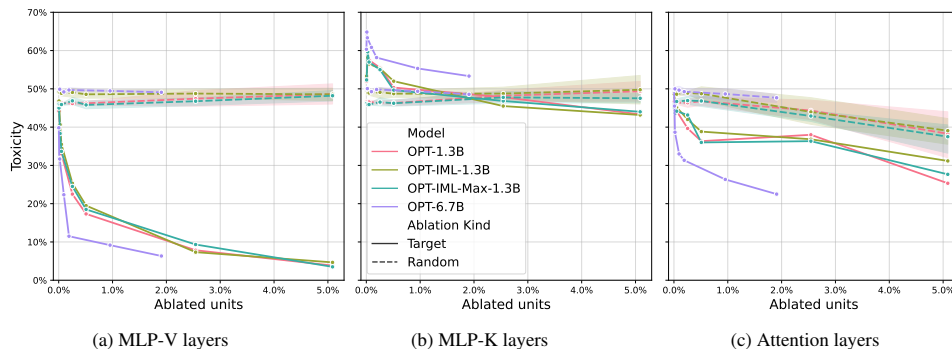 70%
60%
50%
40%
30%
20%
10%
0%
Toxicity
0.0% 1.0% 2.0% 3.0% 4.0% 5.0%
Ablated units
(a) MLP-V layers
Model
OPT-1.3B
OPT-IML-1.3B
OPT-IML-Max-1.3B
OPT-6.7B
Ablation Kind
Target
Random
0.0% 1.0% 2.0% 3.0% 4.0% 5.0%
Ablated units
(b) MLP-K layers
0.0% 1.0% 2.0% 3.0% 4.0% 5.0%
Ablated units
(c) Attention layers